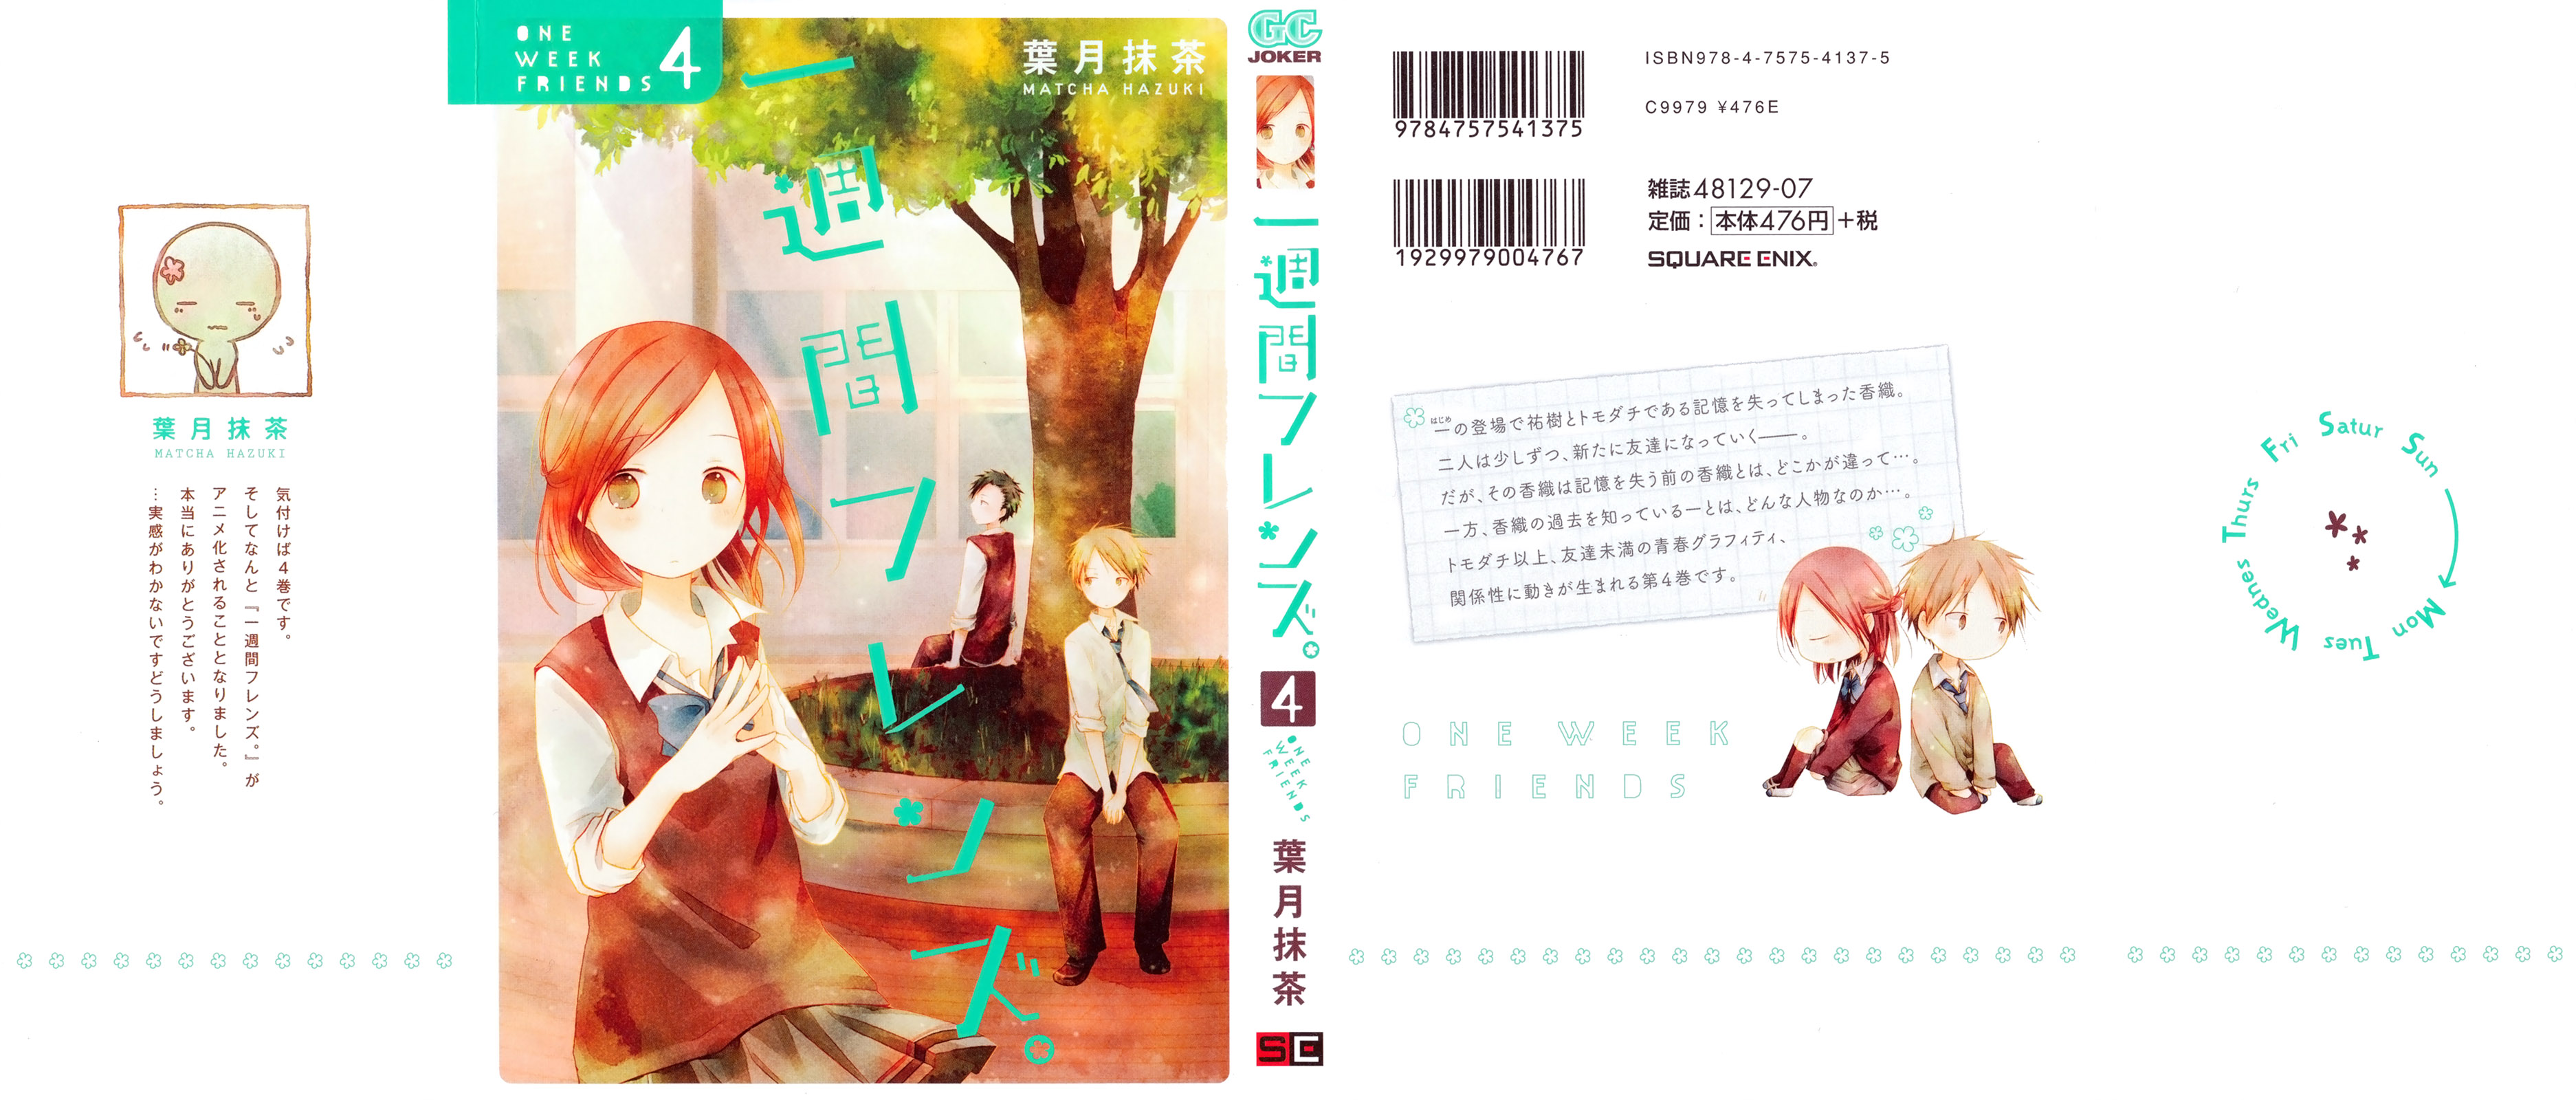 葉月抹茶
MATCHA HAZUKI
気付けば4巻です。
そしてなんと『一週間フレンズ。』が
アニメ化されることとなりました。
本当にありがとうございます。
…実感がわかないですどうしましょう。
ONE
WEEK
FRIENDS 4
一週間フレンズ。
葉月抹茶
MATCHA HAZUKI
GC
JOKER
一週間フレンズ。
4
ONE
WEEK
FRIENDS
葉月抹茶
SE
9784757541375
ISBN978-4-7575-4137-5
C9979 ¥476E
1929979004767
雑誌48129-07
定価：本体476円+税
SQUARE ENIX.
一の登場で祐樹とトモダチである記憶を失ってしまった香織。
はじめ
二人は少しずつ、新たに友達になっていく――。
だが、その香織は記憶を失う前の香織とは、どこかが違って…。
一方、香織の過去を知っている一とは、どんな人物なのか…。
トモダチ以上、友達未満の青春グラフィティ、
関係性に動きが生まれる第4巻です。
ONE WEEK
FRIENDS
Sun
Mon
Tues
Wednes
Thurs
Fri
Satur